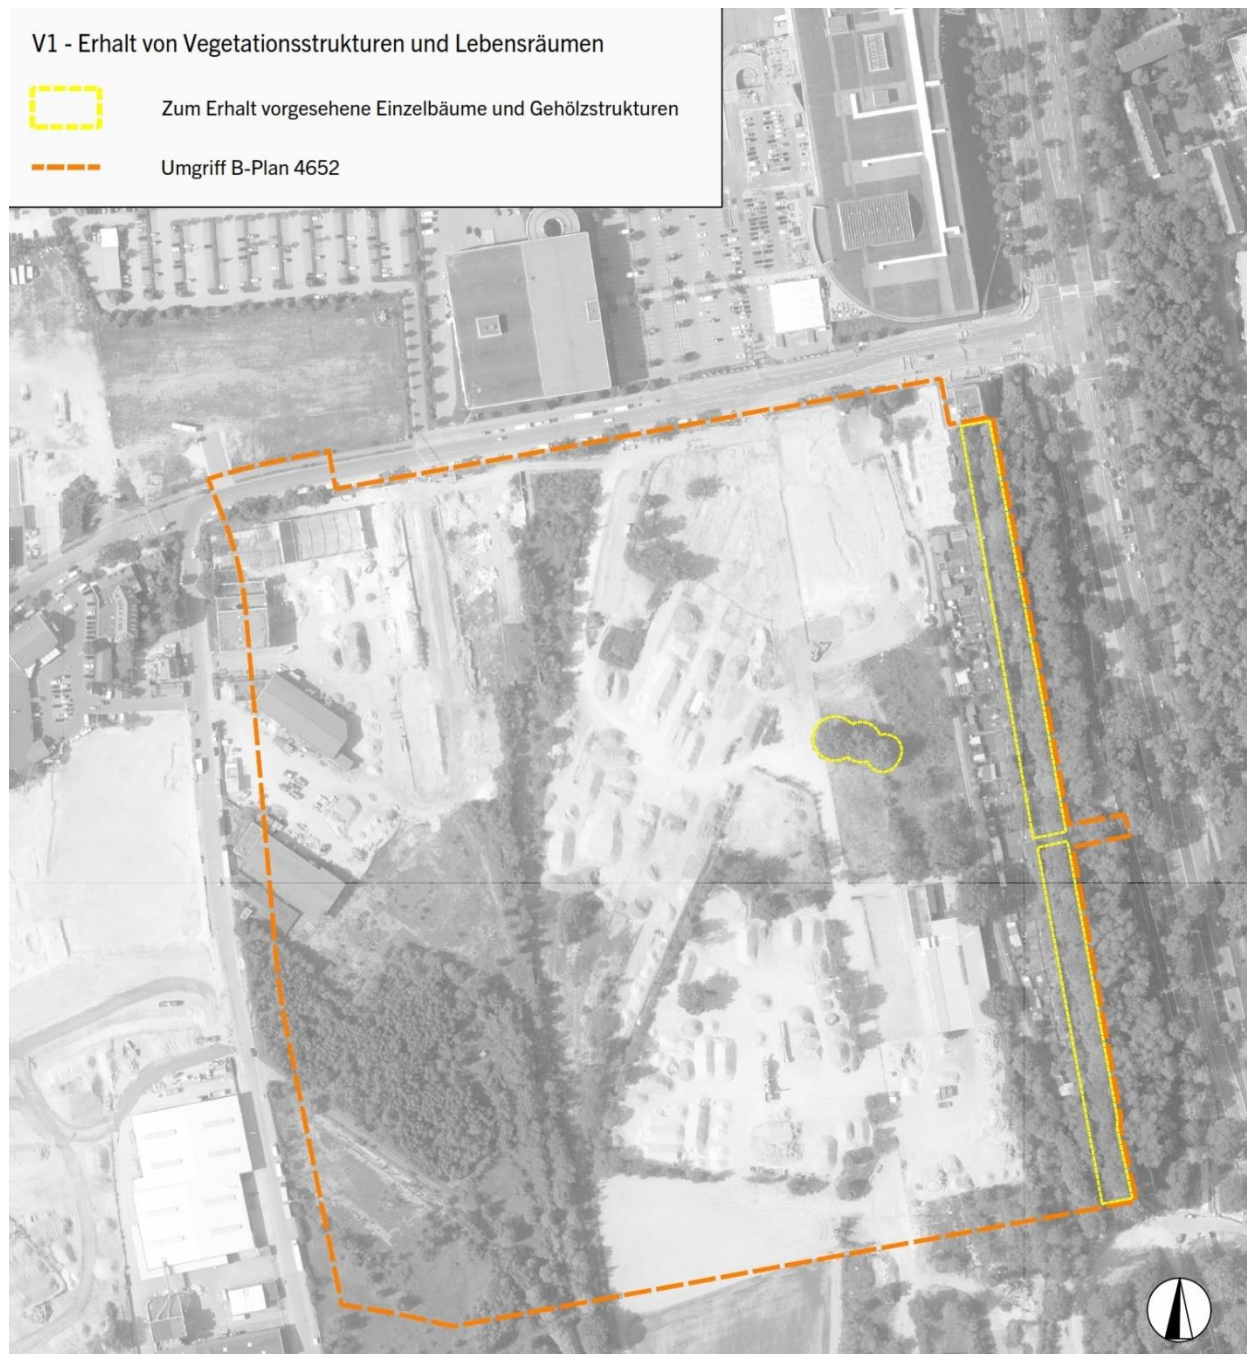 V1 - Erhalt von Vegetationsstrukturen und Lebensräumen
Zum Erhalt vorgesehene Einzelbäume und Gehölzstrukturen
Umgriff B-Plan 4652